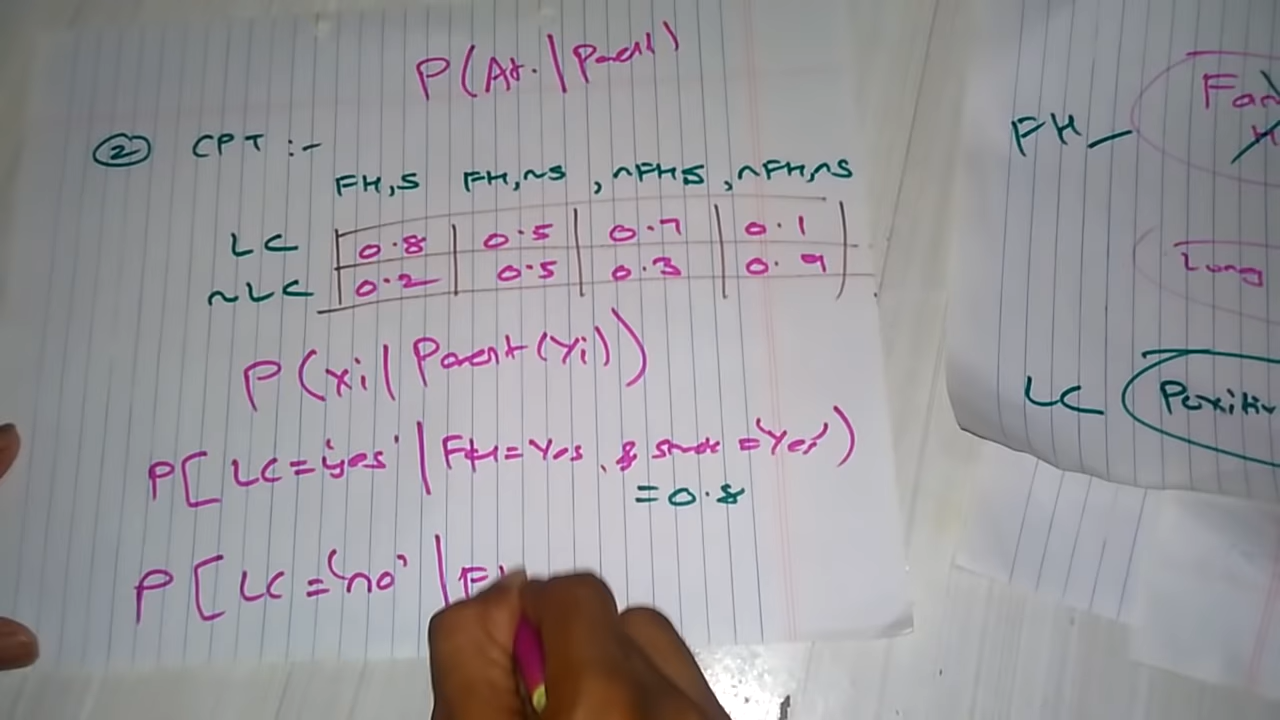 P(At. | Parent)
② CPT :-
FH,S FH,~S , ~FHS , ~FH,~S
LC 0.8 0.5 0.7 0.1
~LC 0.2 0.5 0.3 0.9
P(xi | Parent(Yi))
P[LC='yes' | FH=Yes & smoke='Yes')
=0.8
P[LC='no' | F
FH
Lung
LC Positiv